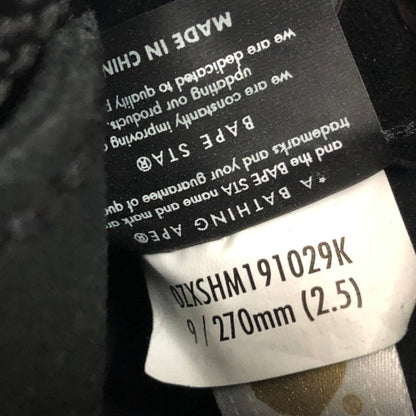 * A BATHING APE®
and the BAPE STA name and mark are
trademarks and your guarantee of
BAPE STA®
We are constantly improving
updating our products.
we are dedicated to quality
MADE IN CHIN
0ZXSHM191029K
9 / 270mm (2.5)